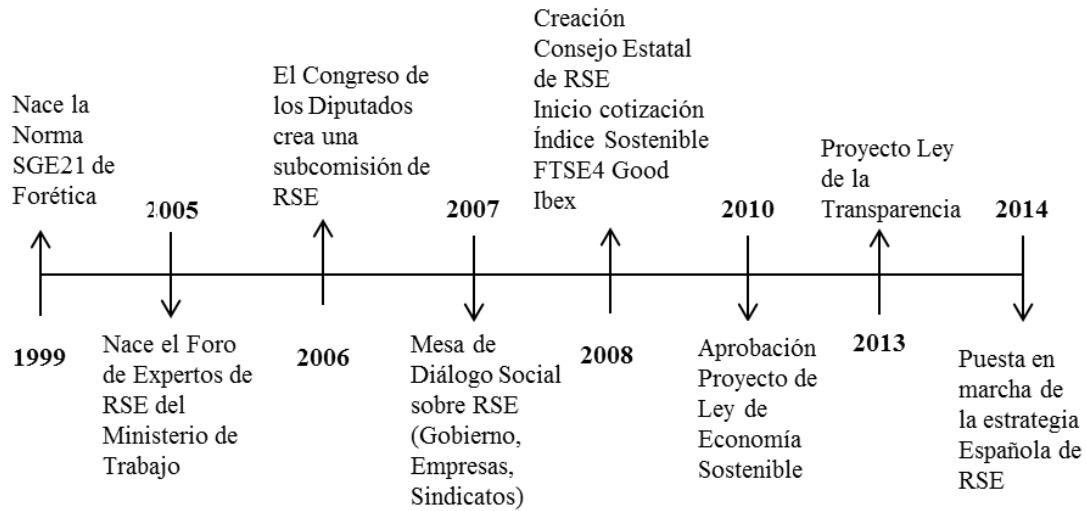 Nace la
Norma
SGE21 de
Forética
1999
2005
Nace el Foro
de Expertos de
RSE del
Ministerio de
Trabajo
El Congreso de
los Diputados
crea una
subcomisión de
RSE
2006
2007
Mesa de
Diálogo Social
sobre RSE
(Gobierno,
Empresas,
Sindicatos)
Creación
Consejo Estatal
de RSE
Inicio cotización
Índice Sostenible
FTSE4 Good
Ibex
2008
2010
Aprobación
Proyecto de
Ley de
Economía
Sostenible
Proyecto Ley
de la
Transparencia
2013
2014
Puesta en
marcha de
la estrategia
Española de
RSE